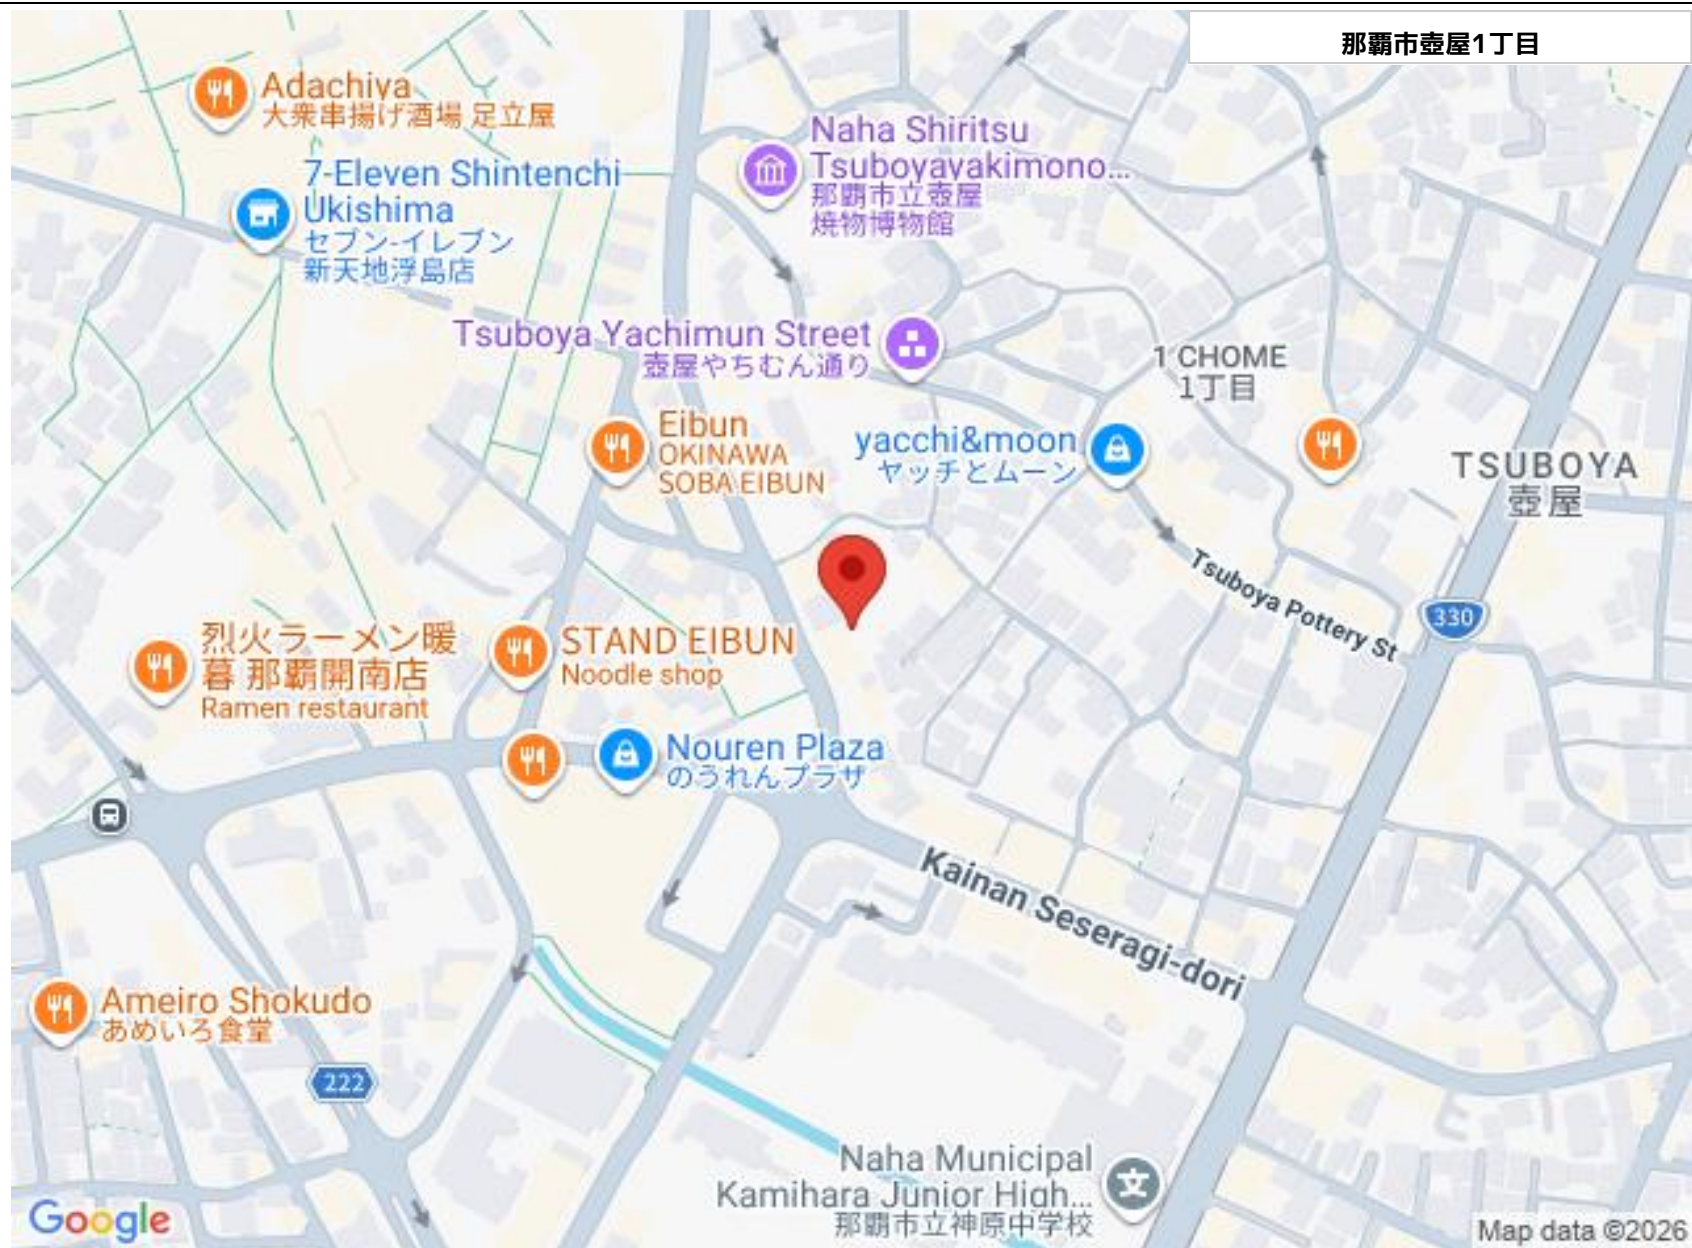 那覇市壺屋1丁目
Adachiya
大衆串揚げ酒場 足立屋
Naha Shiritsu
Tsuboyayakimono...
那覇市立壺屋
焼物博物館
7-Eleven Shintenchi
Ukishima
セブン-イレブン
新天地浮島店
Tsuboya Yachimun Street
壺屋やちむん通り
1 CHOME
1丁目
Eibun
OKINAWA
SOBA EIBUN
yacchi&moon
ヤッチとムーン
TSUBOYA
壺屋
Tsuboya Pottery St
330
烈火ラーメン暖
暮 那覇開南店
Ramen restaurant
STAND EIBUN
Noodle shop
Nouren Plaza
のうれんプラザ
Kainan Seseragi-dori
Ameiro Shokudo
あめいろ食堂
222
Naha Municipal
Kamihara Junior High...
那覇市立神原中学校
文
Google
Map data ©2026